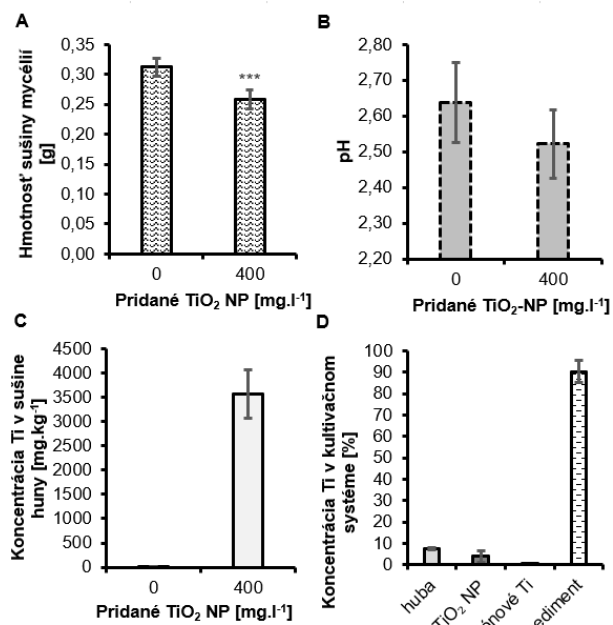 A
Hmotnosť sušiny mycélií
[g]
0,35
0,30
0,25
0,20
0,15
0,10
0,05
0,00
***
0
400
Pridané TiO₂ NP [mg.l⁻¹]
B
pH
2,80
2,70
2,60
2,50
2,40
2,30
2,20
0
400
Pridané TiO₂-NP [mg.l⁻¹]
C
Koncentrácia Ti v sušine
huny [mg.kg⁻¹]
4500
4000
3500
3000
2500
2000
1500
1000
500
0
0
400
Pridané TiO₂ NP [mg.l⁻¹]
D
Koncentrácia Ti v kultivačnom
systéme [%]
100
90
80
70
60
50
40
30
20
10
0
huba
TiO₂ NP
Ti